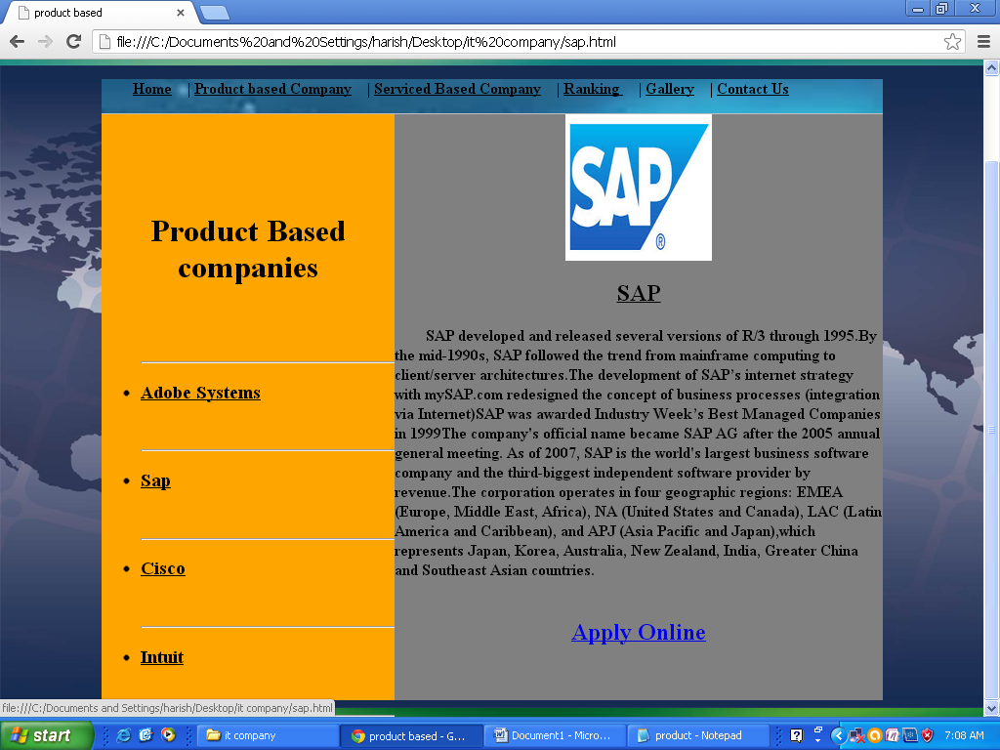 product based
file:///C:/Documents%20and%20Settings/harish/Desktop/it%20company/sap.html
Home | Product based Company | Serviced Based Company | Ranking | Gallery | Contact Us
Product Based
companies
Adobe Systems
Sap
Cisco
Intuit
SAP
®
SAP
SAP developed and released several versions of R/3 through 1995.By
the mid-1990s, SAP followed the trend from mainframe computing to
client/server architectures.The development of SAP's internet strategy
with mySAP.com redesigned the concept of business processes (integration
via Internet)SAP was awarded Industry Week's Best Managed Companies
in 1999The company's official name became SAP AG after the 2005 annual
general meeting. As of 2007, SAP is the world's largest business software
company and the third-biggest independent software provider by
revenue.The corporation operates in four geographic regions: EMEA
(Europe, Middle East, Africa), NA (United States and Canada), LAC (Latin
America and Caribbean), and APJ (Asia Pacific and Japan),which
represents Japan, Korea, Australia, New Zealand, India, Greater China
and Southeast Asian countries.
Apply Online
file:///C:/Documents and Settings/harish/Desktop/it company/sap.html
start
it company
product based - G...
Document1 - Micro...
product - Notepad
7:08 AM